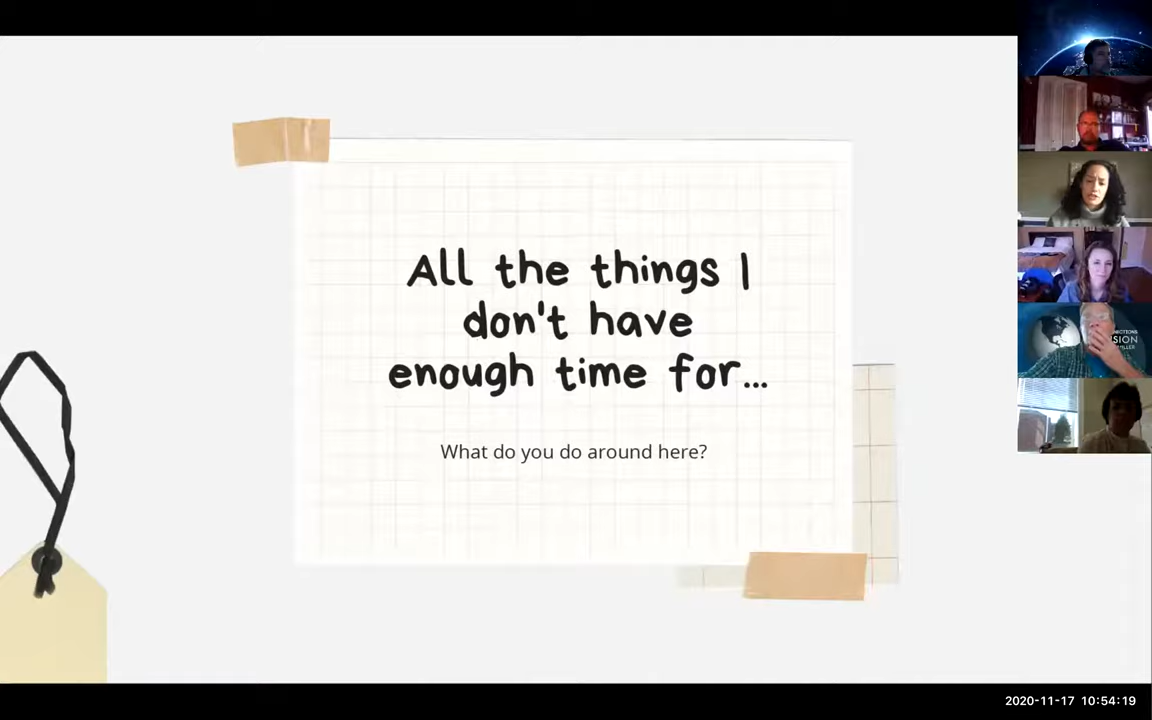 All the things I
don't have
enough time for...
What do you do around here?
2020-11-17 10:54:19